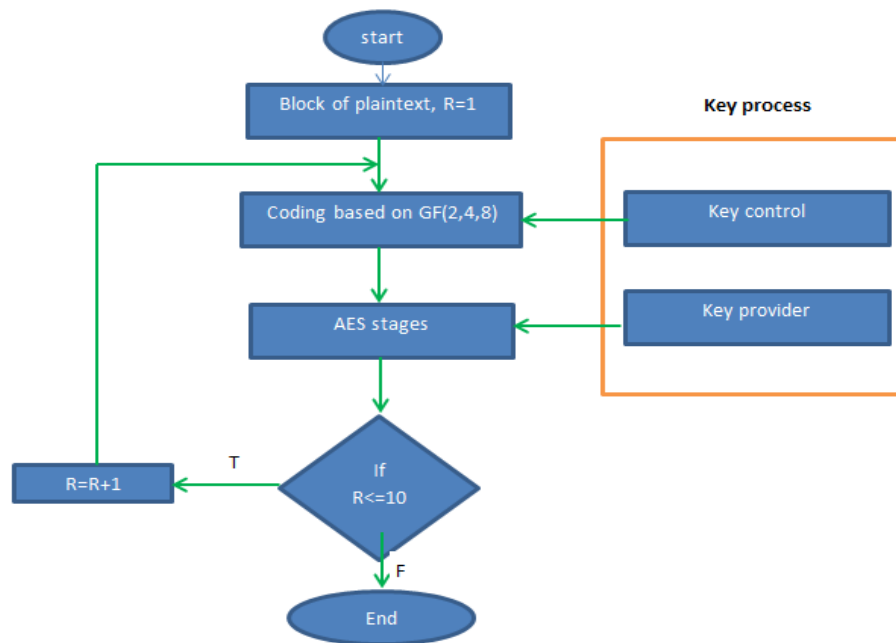 start
Block of plaintext, R=1
Key process
Coding based on GF(2,4,8)
Key control
AES stages
Key provider
If
R<=10
T
R=R+1
F
End